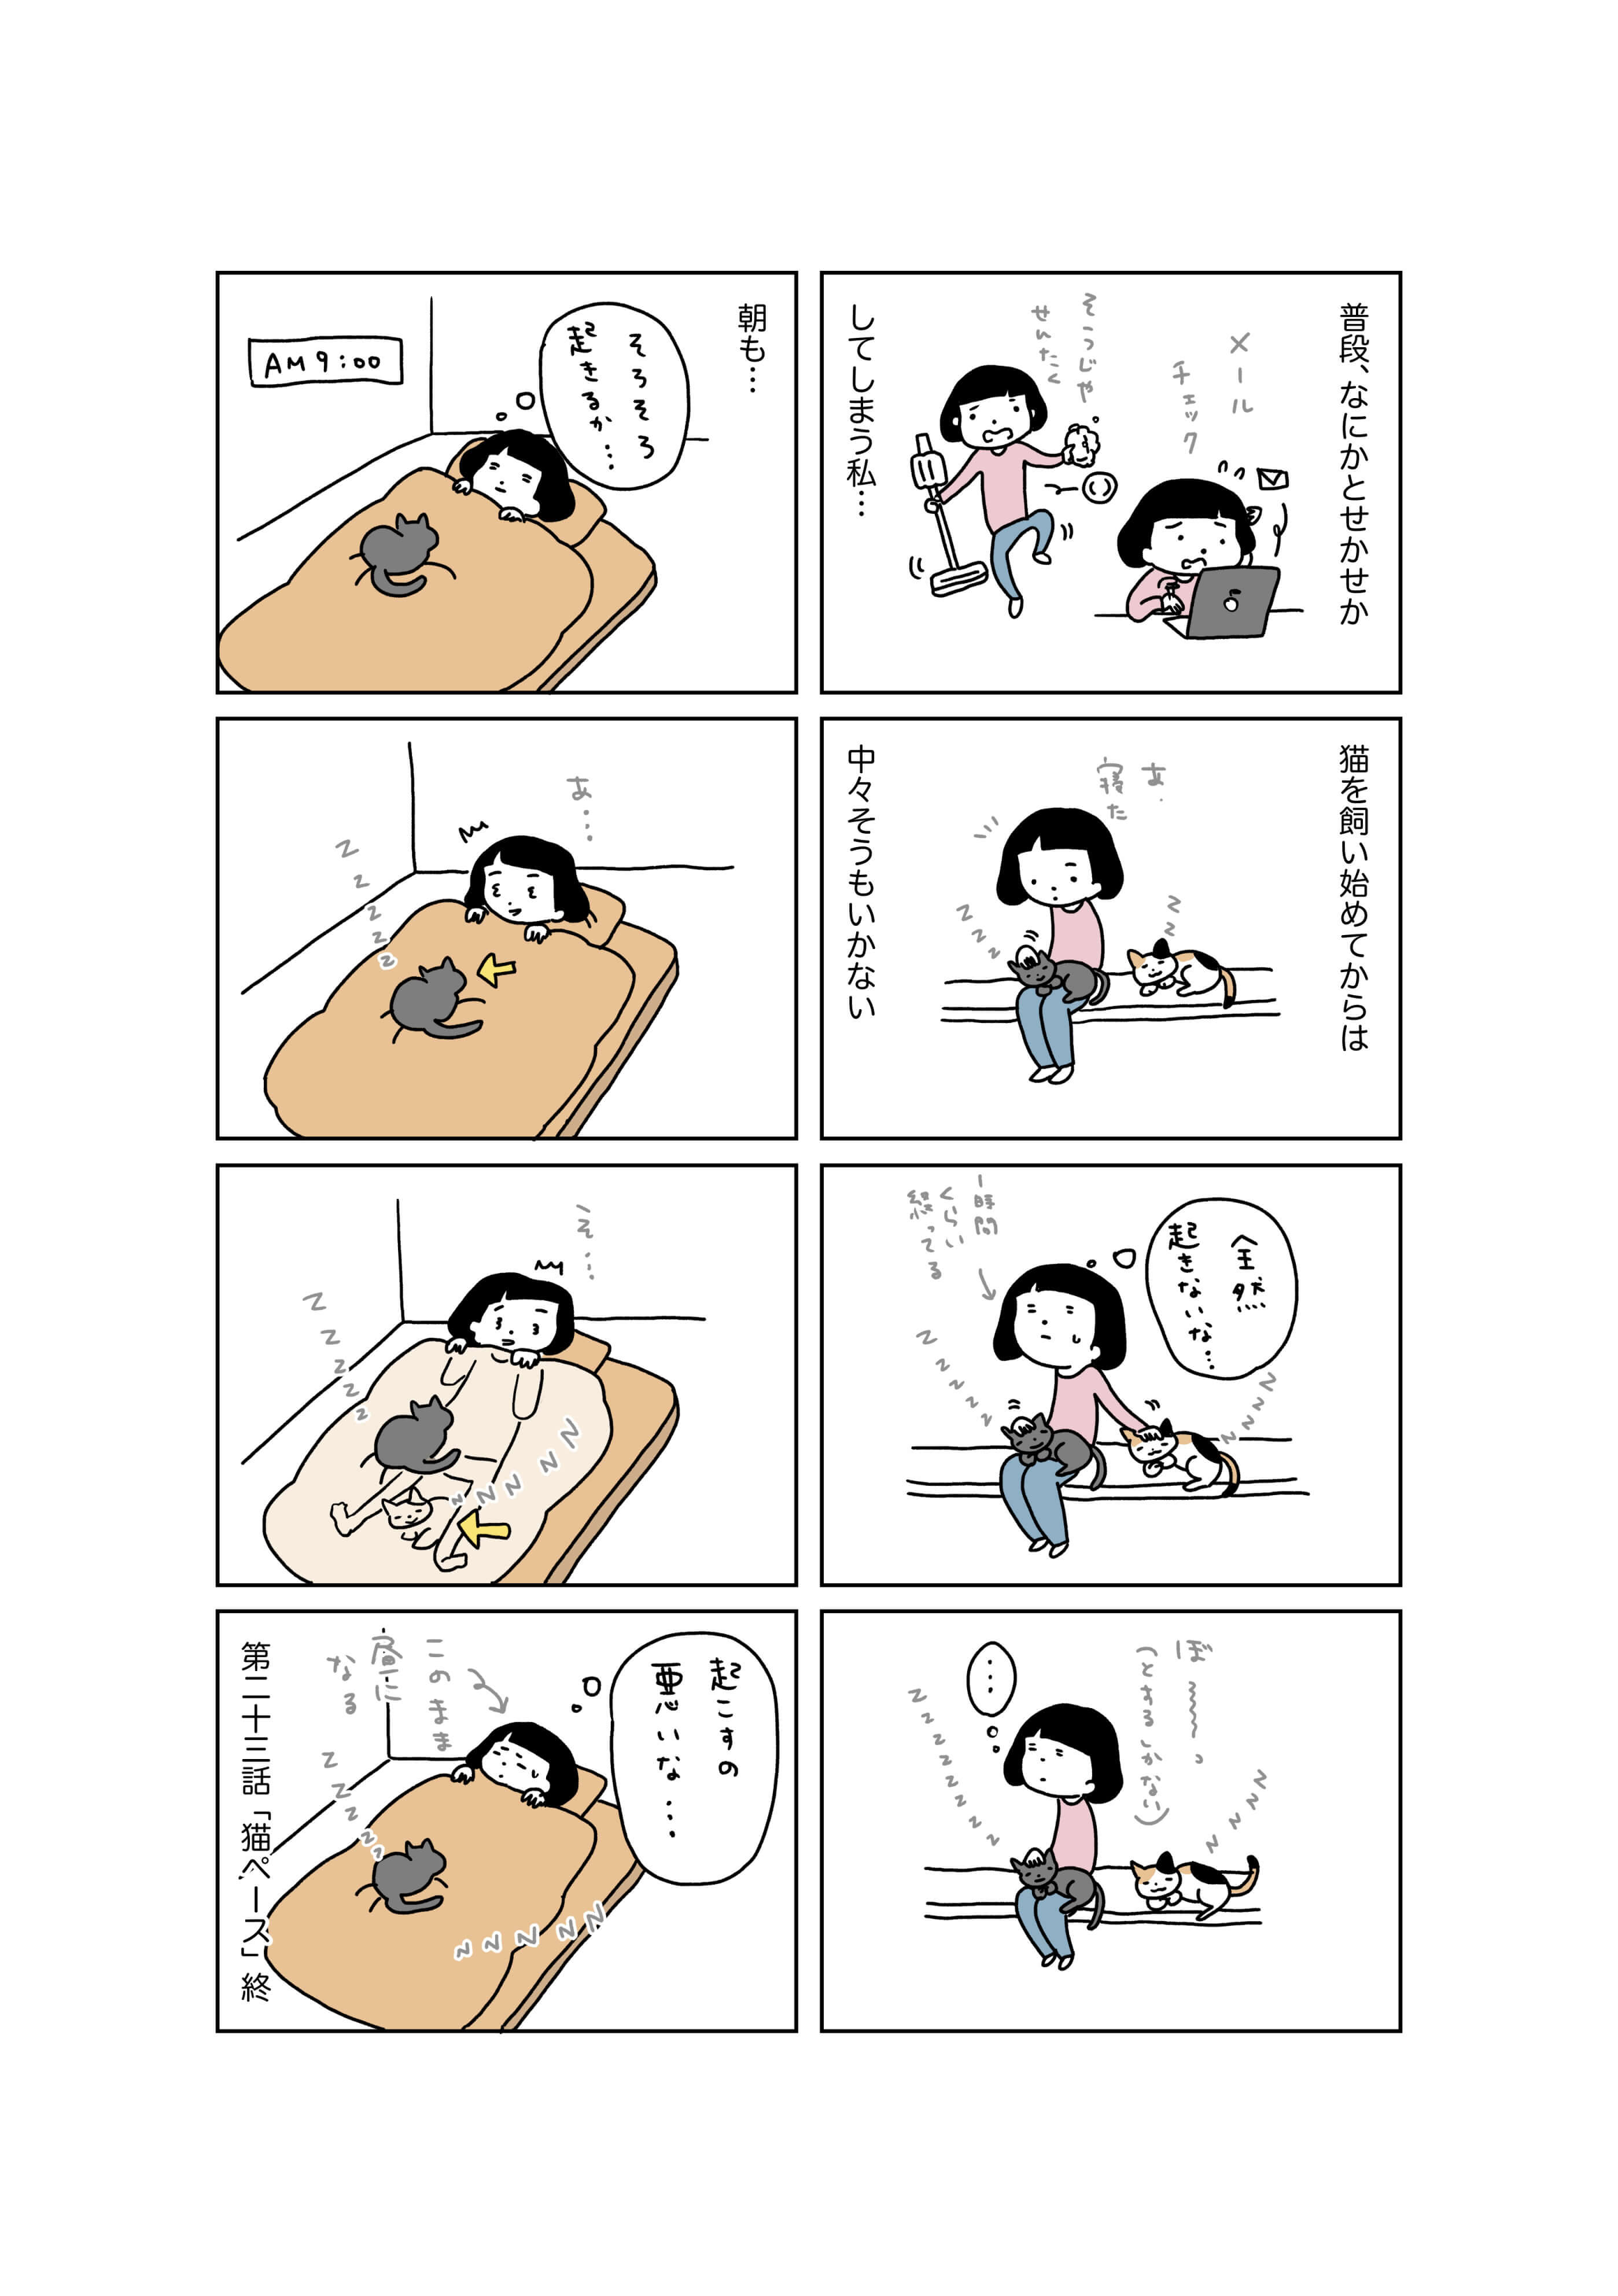 普段、なにかとせかせか
メール
チェック
そうじや
せんたく
してしまう私…
猫を飼い始めてからは
あ
寝た
中々そうもいかない
全然
起きないな…
一時間
くらい
経ってる
ぼ〜〜〜っ
(とするしかない)
…
朝も…
そろそろ
起きるか…
AM 9:00
あ…
Z Z Z Z Z
Z Z Z Z Z
Z Z Z Z Z
起こすの
悪いな…
このまま
昼に
なる
Z Z Z Z Z
Z Z Z Z Z
第二十三話「猫ペース」終